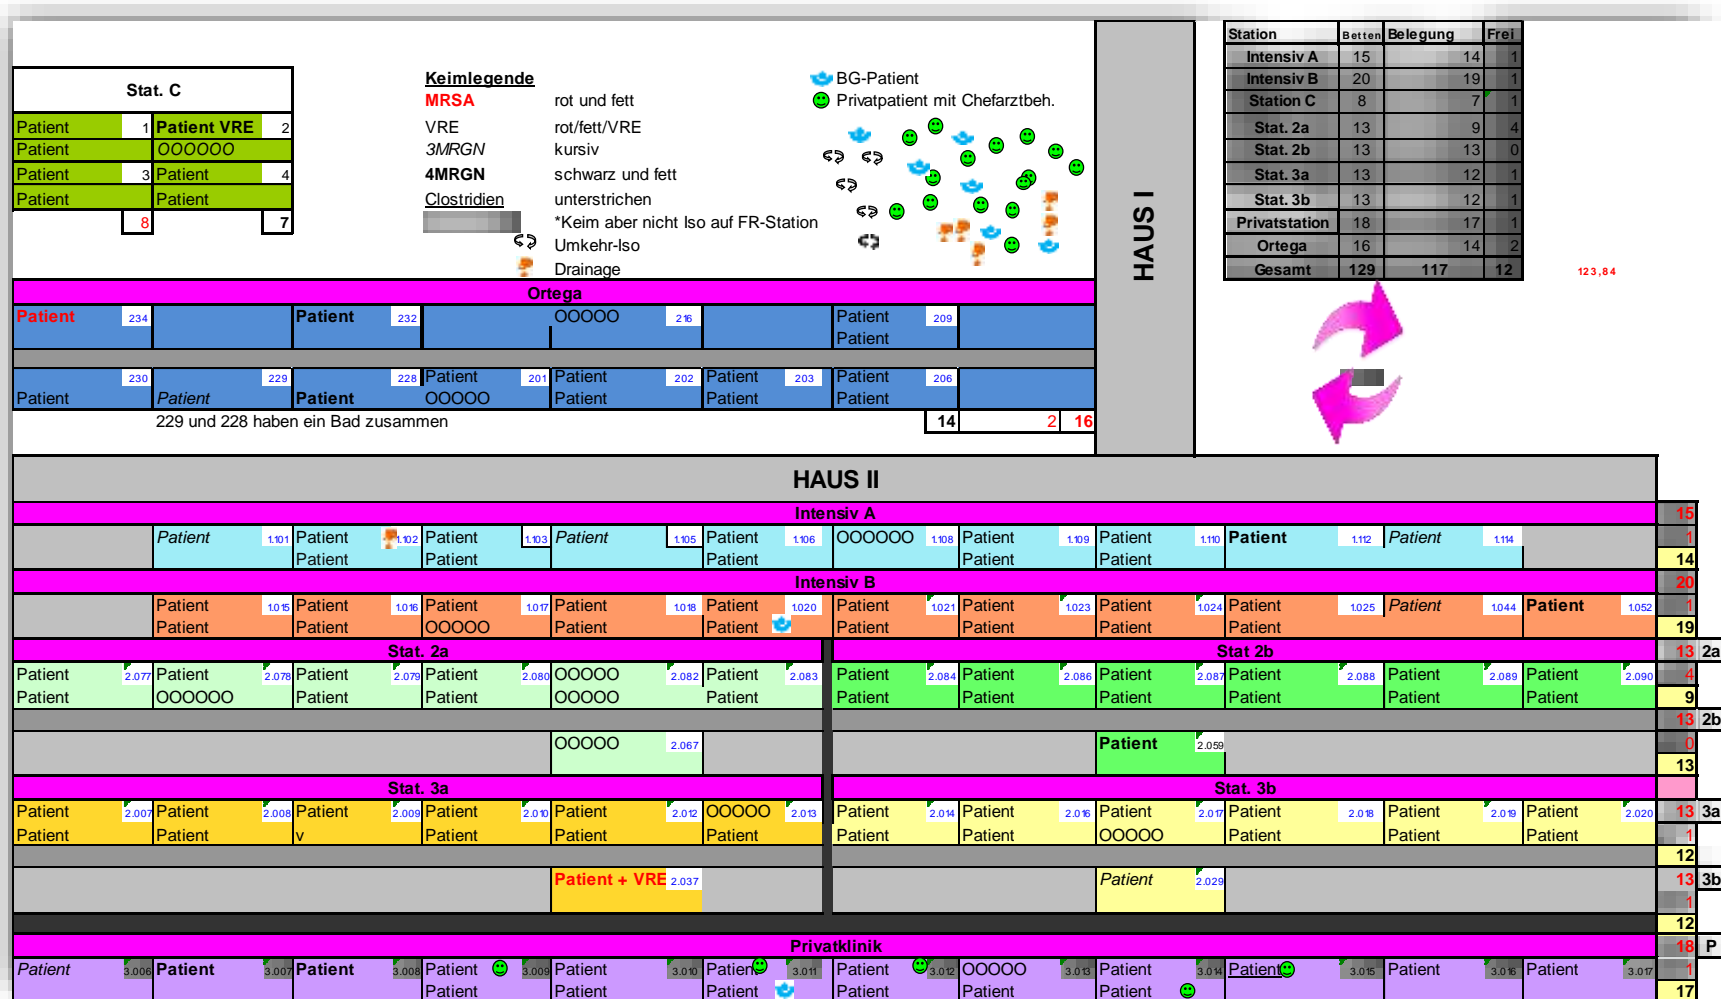 Station Betten Belegung Frei
Intensiv A 15 14 1
Intensiv B 20 19 1
Station C 8 7 1
Stat. 2a 13 9 4
Stat. 2b 13 13 0
Stat. 3a 13 12 1
Stat. 3b 13 12 1
Privatstation 18 17 1
Ortega 16 14 2
Gesamt 129 117 12
123,84
Stat. C
Patient 1 Patient VRE 2
Patient OOOOOO
Patient 3 Patient 4
Patient Patient
8 7
Keimlegende
MRSA rot und fett
VRE rot/fett/VRE
3MRGN kursiv
4MRGN schwarz und fett
Clostridien unterstrichen
*Keim aber nicht Iso auf FR-Station
Umkehr-Iso
Drainage
BG-Patient
Privatpatient mit Chefarztbeh.
HAUS I
Ortega
Patient 234 Patient 232 OOOOO 216 Patient 209
Patient
230 229 228 Patient 201 Patient 202 Patient 203 Patient 206
Patient Patient Patient OOOOO Patient Patient Patient
229 und 228 haben ein Bad zusammen 14 2 16
HAUS II
Intensiv A 15
Patient 1.101 Patient 1.102 Patient 1.103 Patient 1.105 Patient 1.106 OOOOOO 1.108 Patient 1.109 Patient 1.110 Patient 1.112 Patient 1.114 1
Patient Patient Patient Patient Patient 14
Intensiv B 20
Patient 1.015 Patient 1.016 Patient 1.017 Patient 1.018 Patient 1.020 Patient 1.021 Patient 1.023 Patient 1.024 Patient 1.025 Patient 1.044 Patient 1.052 1
Patient Patient OOOOO Patient Patient Patient Patient Patient Patient 19
Stat. 2a Stat 2b 13 2a
Patient 2.077 Patient 2.078 Patient 2.079 Patient 2.080 OOOOO 2.082 Patient 2.083 Patient 2.084 Patient 2.086 Patient 2.087 Patient 2.088 Patient 2.089 Patient 2.090 4
Patient OOOOOO Patient Patient OOOOO Patient Patient Patient Patient Patient Patient Patient 9
13 2b
OOOOO 2.067 Patient 2.059 0
13
Stat. 3a Stat. 3b
Patient 2.007 Patient 2.008 Patient 2.009 Patient 2.010 Patient 2.012 OOOOO 2.013 Patient 2.014 Patient 2.016 Patient 2.017 Patient 2.018 Patient 2.019 Patient 2.020 13 3a
Patient Patient v Patient Patient Patient Patient Patient OOOOO Patient Patient Patient 1
12
Patient + VRE 2.037 Patient 2.029 13 3b
1
12
Privatklinik 18 P
Patient 3.006 Patient 3.007 Patient 3.008 Patient 3.009 Patient 3.010 Patient 3.011 Patient 3.012 OOOOO 3.013 Patient 3.014 Patient 3.015 Patient 3.016 Patient 3.017 1
Patient Patient Patient Patient Patient Patient 17